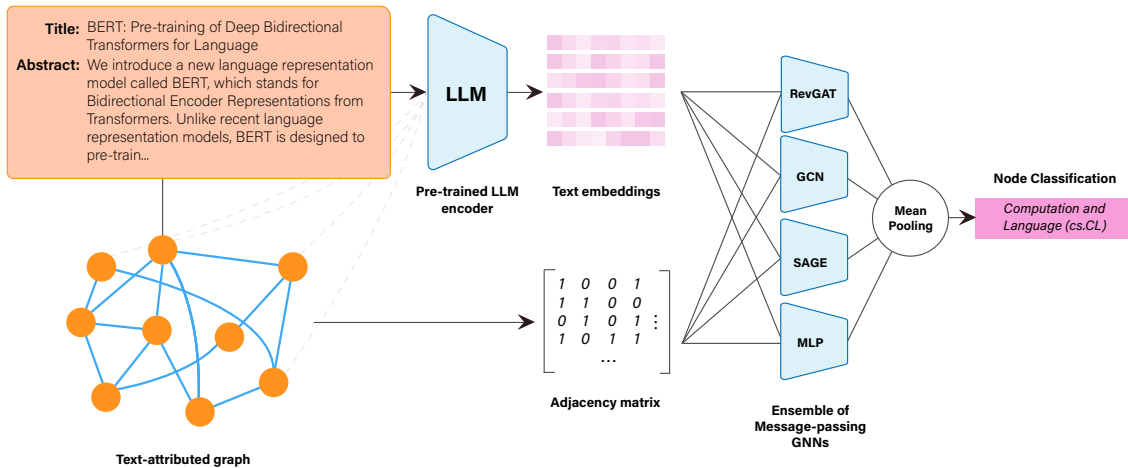 Title: BERT: Pre-training of Deep Bidirectional
Transformers for Language
Abstract: We introduce a new language representation
model called BERT, which stands for
Bidirectional Encoder Representations from
Transformers. Unlike recent language
representation models, BERT is designed to
pre-train...
LLM
Pre-trained LLM
encoder
Text embeddings
RevGAT
GCN
SAGE
MLP
Mean
Pooling
Node Classification
Computation and
Language (cs.CL)
1 0 0 1
1 1 0 0
0 1 0 1 ⋮
1 0 1 1
...
Adjacency matrix
Ensemble of
Message-passing
GNNs
Text-attributed graph